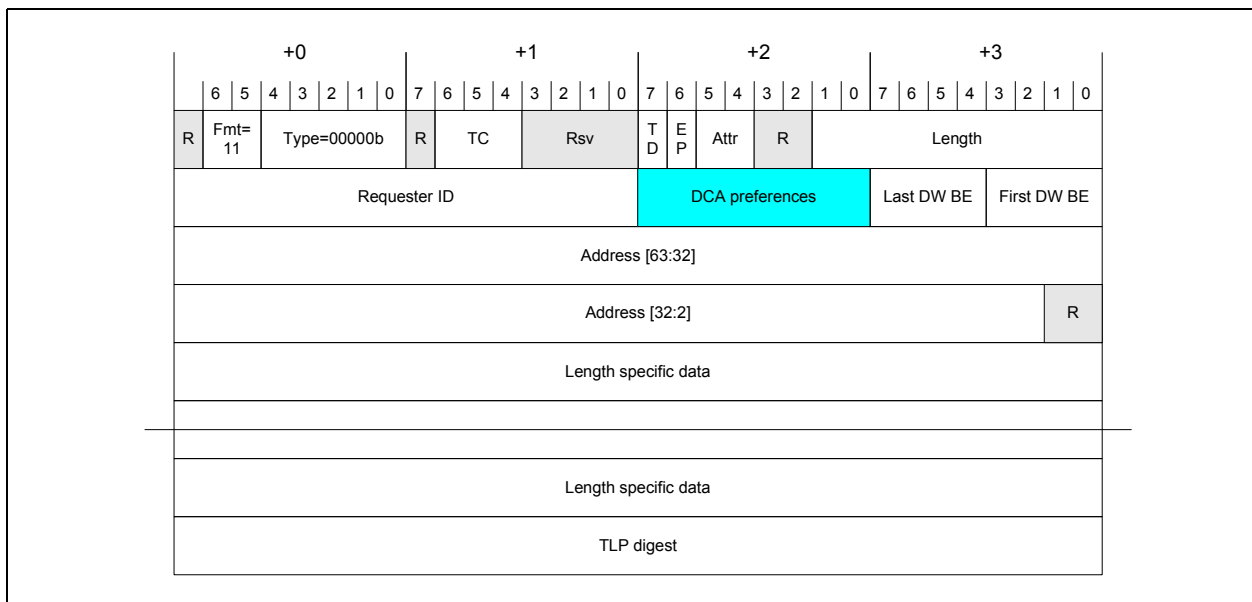 +0 +1 +2 +3
6 5 4 3 2 1 0 7 6 5 4 3 2 1 0 7 6 5 4 3 2 1 0 7 6 5 4 3 2 1 0
R Fmt= 11 Type=00000b R TC Rsv T D E P Attr R Length
Requester ID DCA preferences Last DW BE First DW BE
Address [63:32]
Address [32:2] R
Length specific data
Length specific data
TLP digest